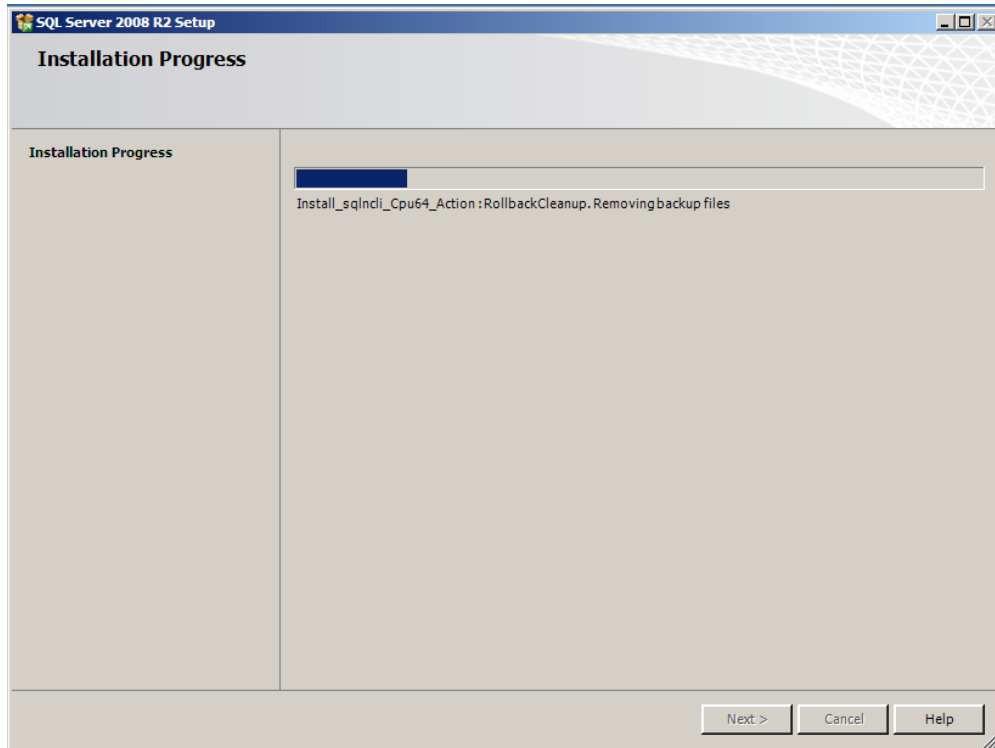 SQL Server 2008 R2 Setup
Installation Progress
Installation Progress
Install_sqlncli_Cpu64_Action : RollbackCleanup. Removing backup files
Next >
Cancel
Help